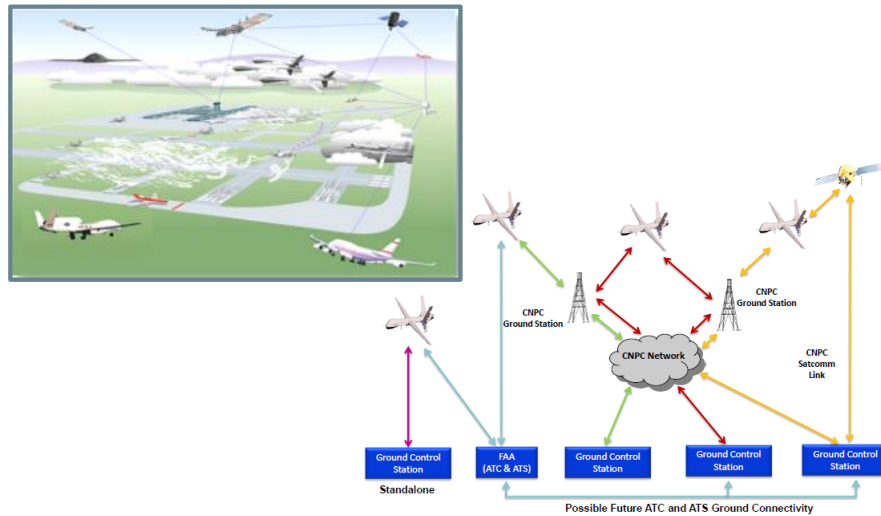 CNPC
Ground Station
CNPC
Ground Station
CNPC Network
CNPC
Satcomm
Link
Ground Control
Station
FAA
(ATC & ATS)
Ground Control
Station
Ground Control
Station
Ground Control
Station
Standalone
Possible Future ATC and ATS Ground Connectivity